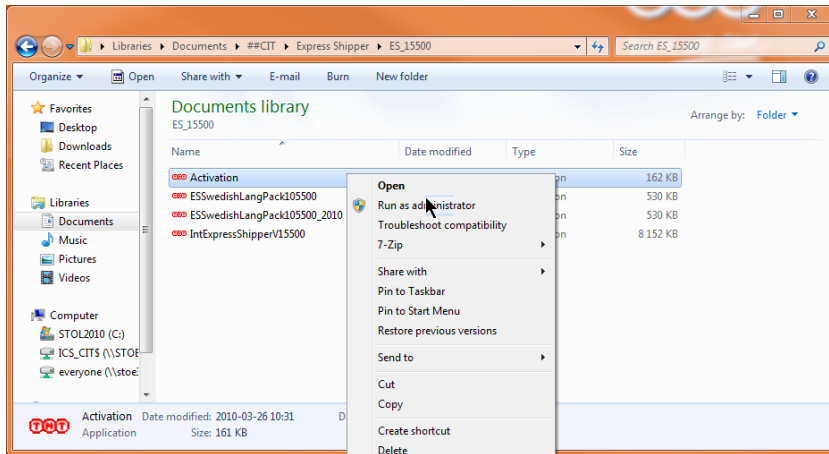 Libraries ▸ Documents ▸ ##CIT ▸ Express Shipper ▸ ES_15500
Search ES_15500
Organize Open Share with E-mail Burn New folder
Favorites
Desktop
Downloads
Recent Places
Libraries
Documents
Music
Pictures
Videos
Computer
STOL2010 (C:)
ICS_CIT$ (\\STOE
everyone (\\stoe
Documents library
ES_15500
Arrange by: Folder
Name Date modified Type Size
Activation on 162 KB
ESSwedishLangPack105500 on 530 KB
ESSwedishLangPack105500_2010 on 530 KB
IntExpressShipperV15500 on 8 152 KB
Open
Run as administrator
Troubleshoot compatibility
7-Zip
Share with
Pin to Taskbar
Pin to Start Menu
Restore previous versions
Send to
Cut
Copy
Create shortcut
Delete
TNT
Activation Date modified: 2010-03-26 10:31 D
Application Size: 161 KB